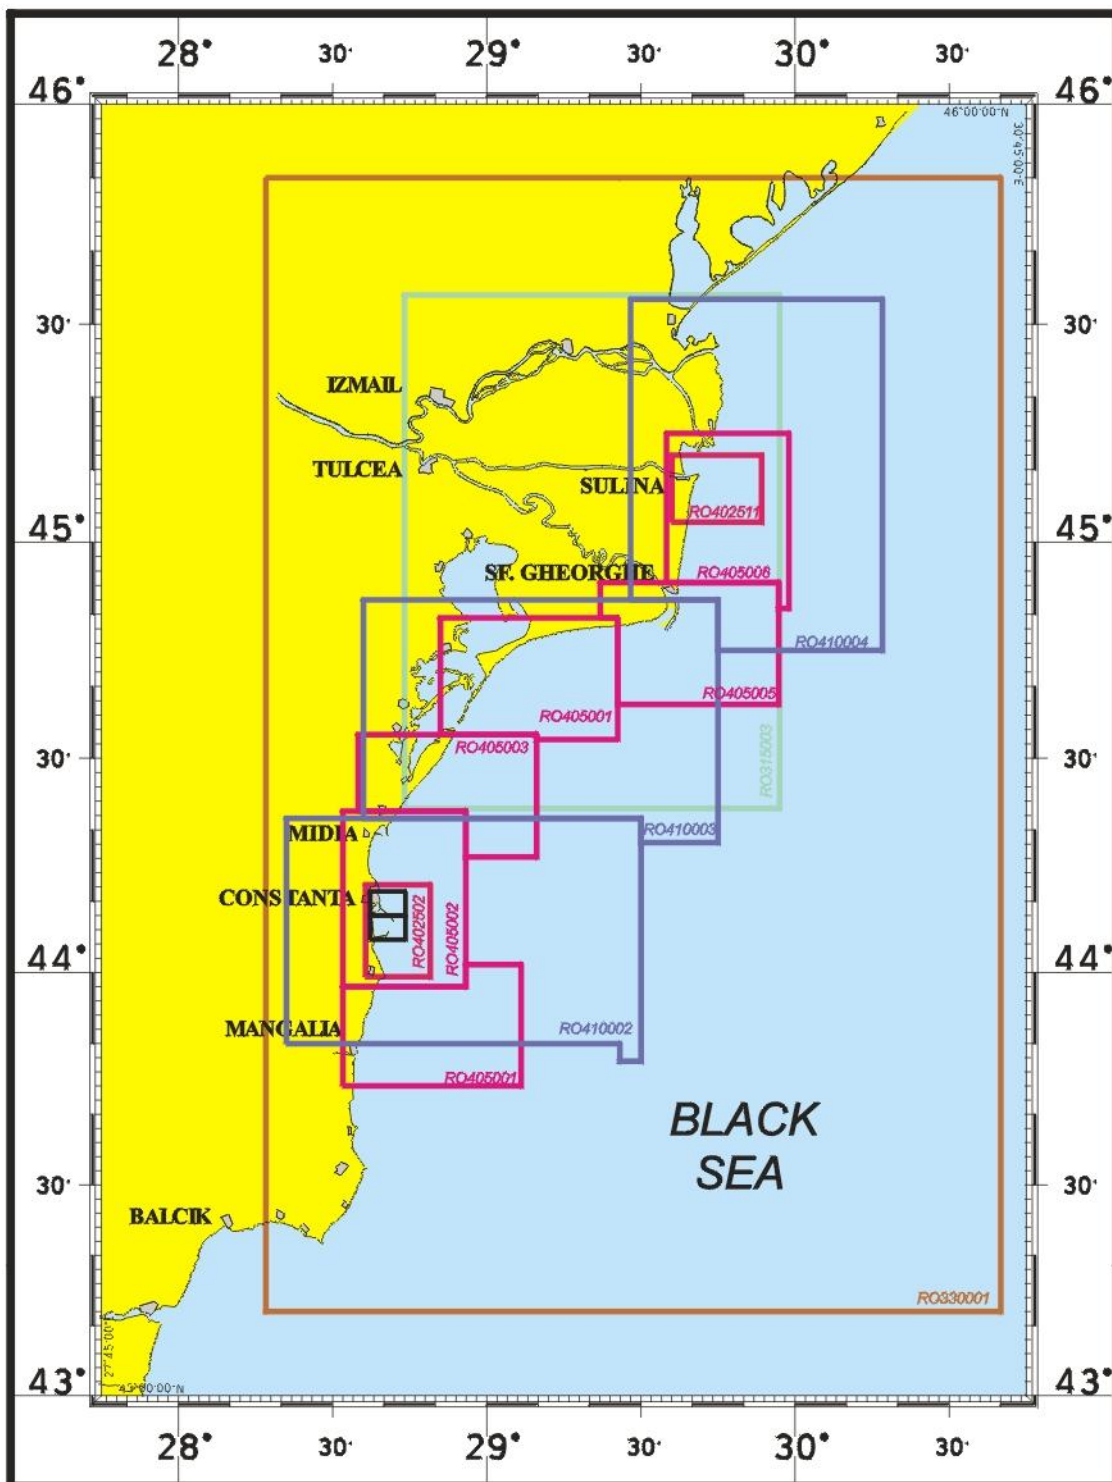 28° 30' 29° 30' 30° 30'
46° 46°
46°00'00"N
30°45'00"E
30' 30'
IZMAIL
TULCEA
SULINA
RO402511
45° 45°
SF. GHEORGHE
RO405006
RO410004
RO405005
RO405001
RO405003
30' 30'
RO315003
MIDIA
RO410003
CONSTANTA
RO402502
RO405002
44° 44°
MANGALIA
RO410002
RO405001
BLACK
SEA
30' 30'
BALCIK
RO330001
27°45'00"E
43°00'00"N
43° 43°
28° 30' 29° 30' 30° 30'